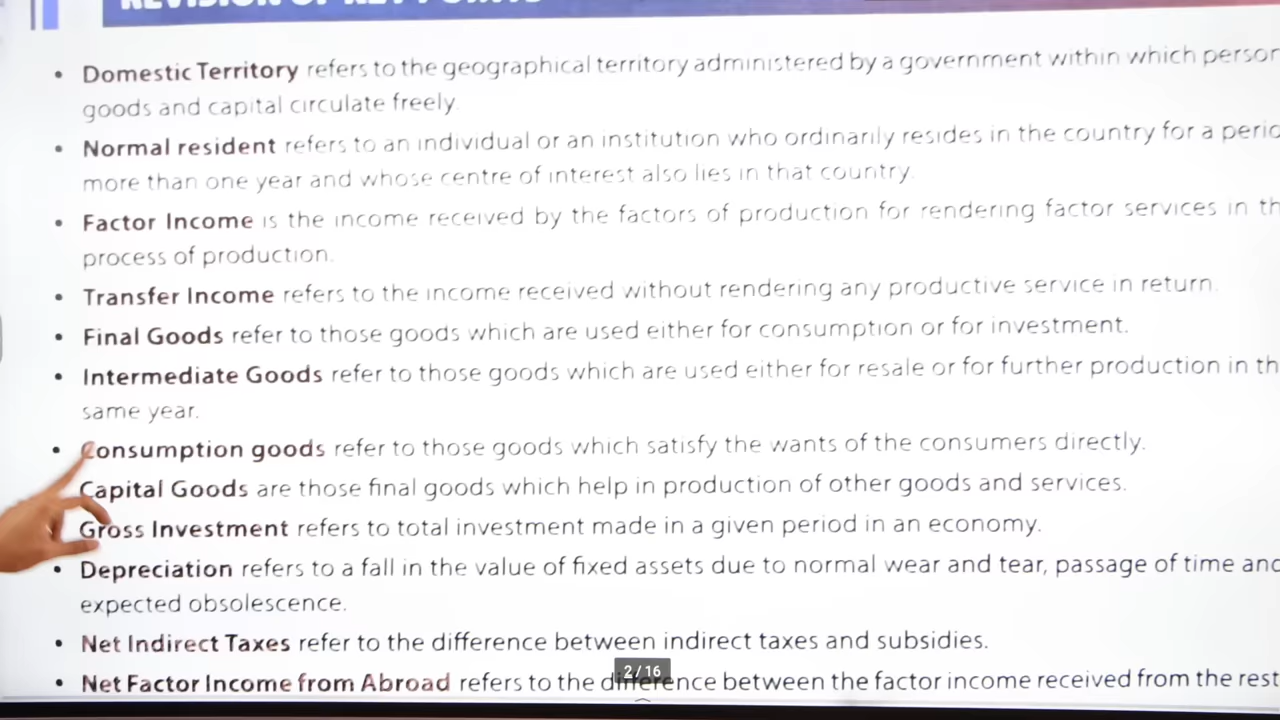 REVISION OF KEY POINTS
• Domestic Territory refers to the geographical territory administered by a government within which
goods and capital circulate freely.
• Normal resident refers to an individual or an institution who ordinarily resides in the country for a
more than one year and whose centre of interest also lies in that country.
• Factor Income is the income received by the factors of production for rendering factor services in
process of production.
• Transfer Income refers to the income received without rendering any productive service in return.
• Final Goods refer to those goods which are used either for consumption or for investment.
• Intermediate Goods refer to those goods which are used either for resale or for further production in
same year.
• Consumption goods refer to those goods which satisfy the wants of the consumers directly.
Capital Goods are those final goods which help in production of other goods and services.
Gross Investment refers to total investment made in a given period in an economy.
• Depreciation refers to a fall in the value of fixed assets due to normal wear and tear, passage of time
expected obsolescence.
• Net Indirect Taxes refer to the difference between indirect taxes and subsidies.
• Net Factor Income from Abroad refers to the difference between the factor income received from the rest
2 / 16